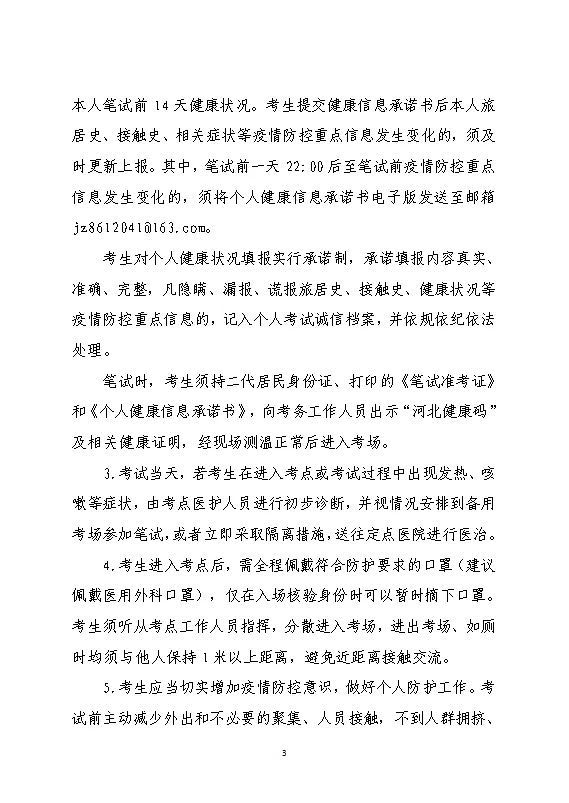 本人笔试前 14 天健康状况。考生提交健康信息承诺书后本人旅
居史、接触史、相关症状等疫情防控重点信息发生变化的，须及
时更新上报。其中，笔试前一天 22:00 后至笔试前疫情防控重点
信息发生变化的，须将个人健康信息承诺书电子版发送至邮箱
jz8612041@163.com。
考生对个人健康状况填报实行承诺制，承诺填报内容真实、
准确、完整，凡隐瞒、漏报、谎报旅居史、接触史、健康状况等
疫情防控重点信息的，记入个人考试诚信档案，并依规依纪依法
处理。
笔试时，考生须持二代居民身份证、打印的《笔试准考证》
和《个人健康信息承诺书》，向考务工作人员出示“河北健康码”
及相关健康证明，经现场测温正常后进入考场。
3.考试当天，若考生在进入考点或考试过程中出现发热、咳
嗽等症状，由考点医护人员进行初步诊断，并视情况安排到备用
考场参加笔试，或者立即采取隔离措施，送往定点医院进行医治。
4.考生进入考点后，需全程佩戴符合防护要求的口罩（建议
佩戴医用外科口罩），仅在入场核验身份时可以暂时摘下口罩。
考生须听从考点工作人员指挥，分散进入考场，进出考场、如厕
时均须与他人保持 1 米以上距离，避免近距离接触交流。
5.考生应当切实增加疫情防控意识，做好个人防护工作。考
试前主动减少外出和不必要的聚集、人员接触，不到人群拥挤、
3